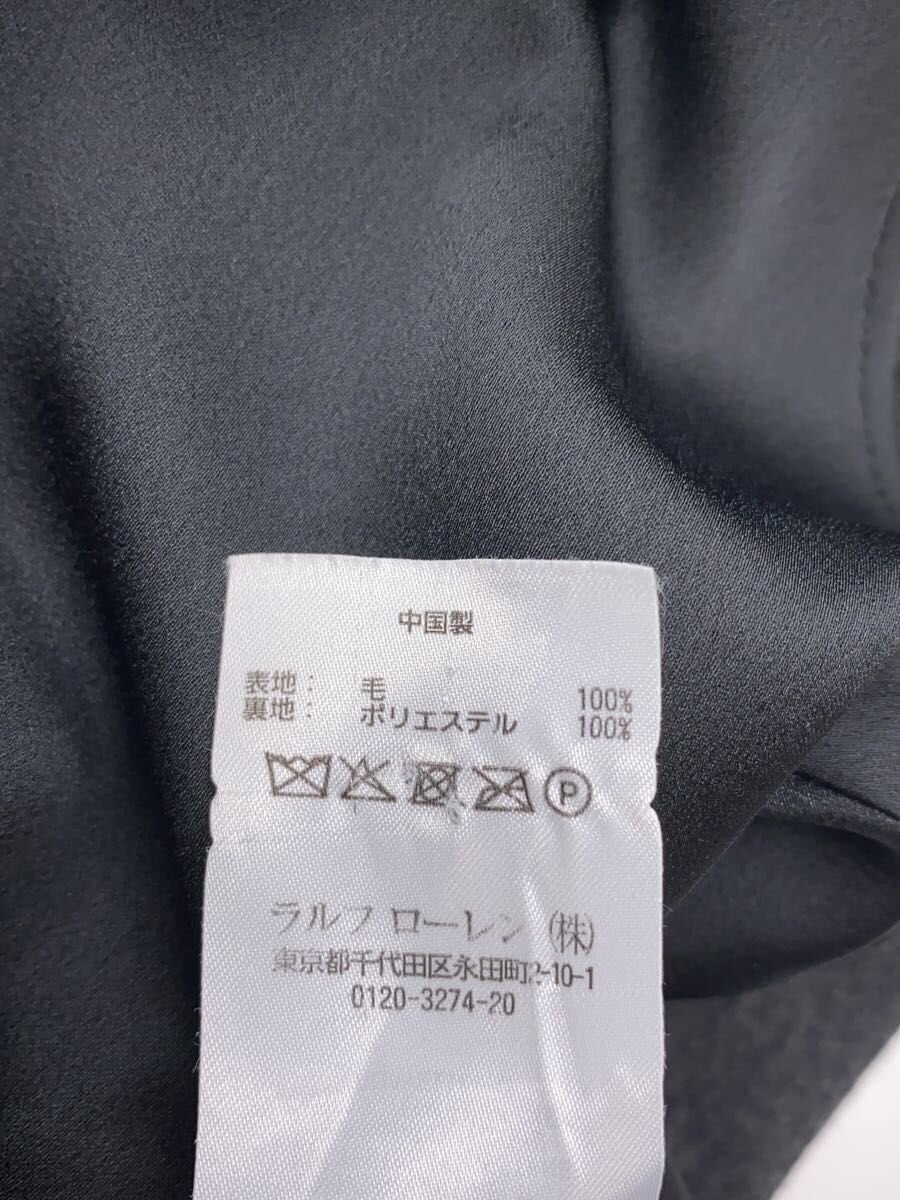 中国製
表地： 毛 100%
裏地： ポリエステル 100%
P
ラルフ ローレン (株)
東京都千代田区永田町2-10-1
0120-3274-20